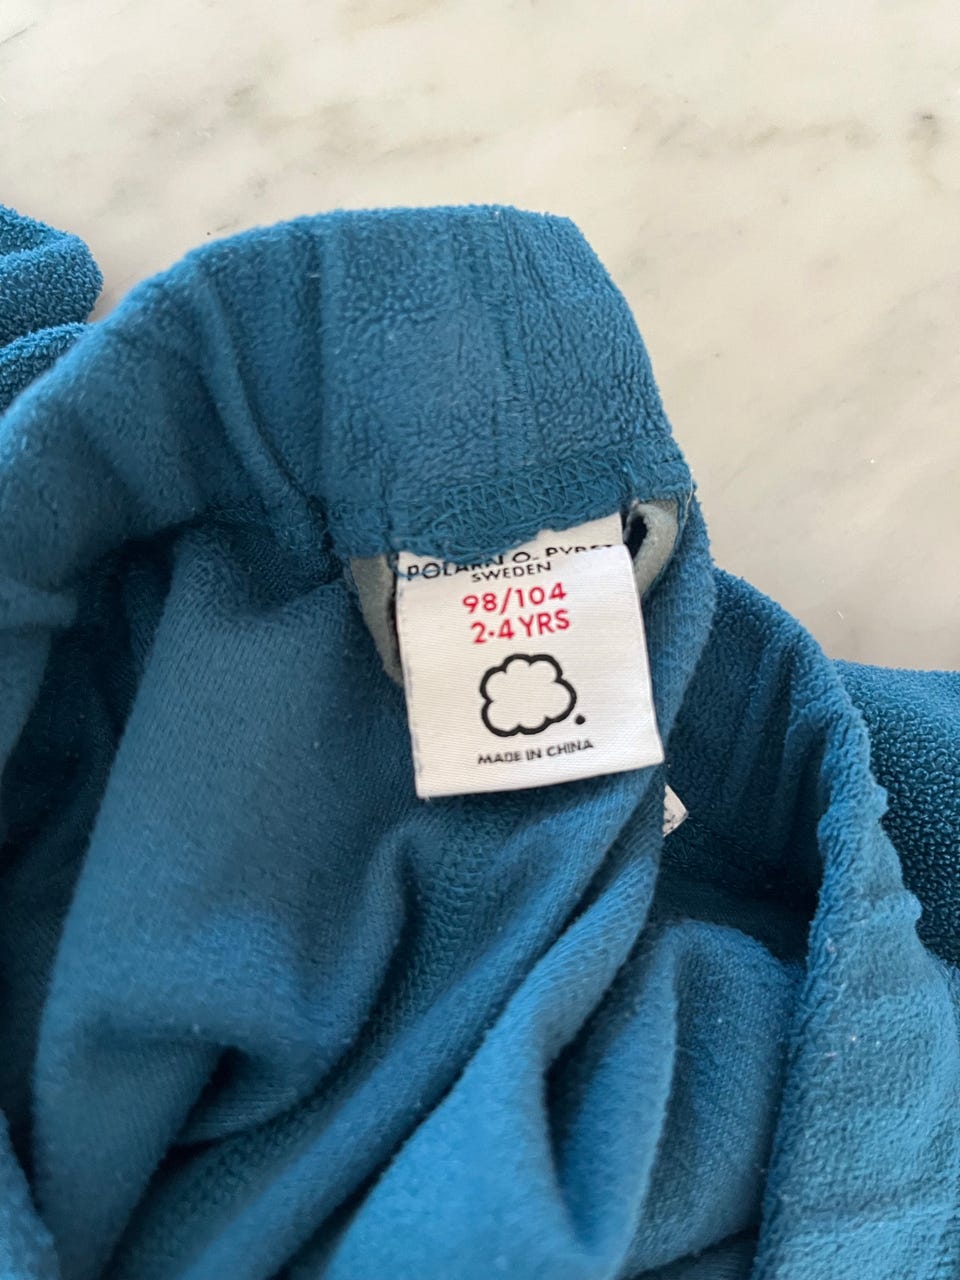 POLARN O. PYRET
SWEDEN
98/104
2-4 YRS
MADE IN CHINA